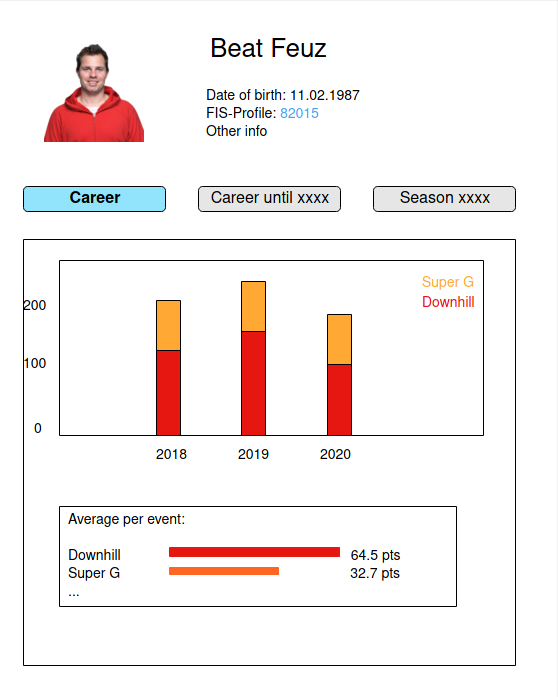 Beat Feuz
Date of birth: 11.02.1987
FIS-Profile: 82015
Other info
Career
Career until xxxx
Season xxxx
Super G
Downhill
200
100
0
2018
2019
2020
Average per event:
Downhill 64.5 pts
Super G 32.7 pts
...